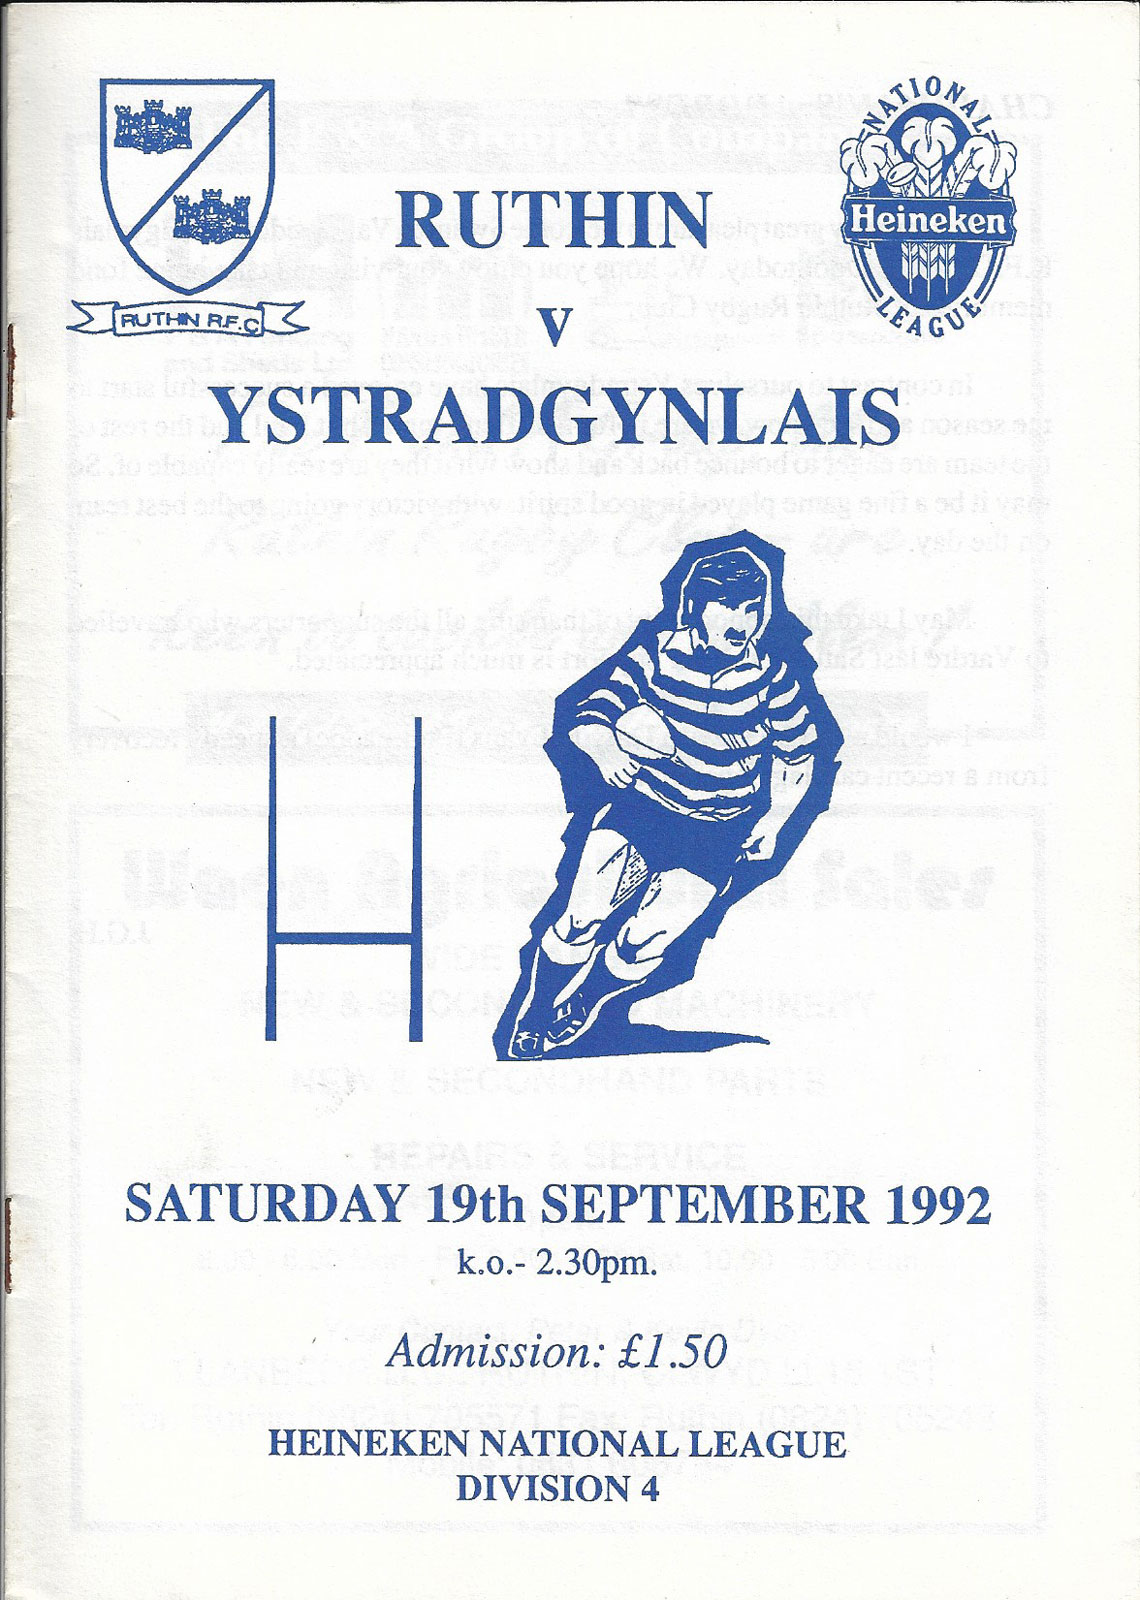 RUTHIN R.F.C
NATIONAL
Heineken
LEAGUE
RUTHIN
v
YSTRADGYNLAIS
SATURDAY 19th SEPTEMBER 1992
k.o.- 2.30pm.
Admission: £1.50
HEINEKEN NATIONAL LEAGUE
DIVISION 4